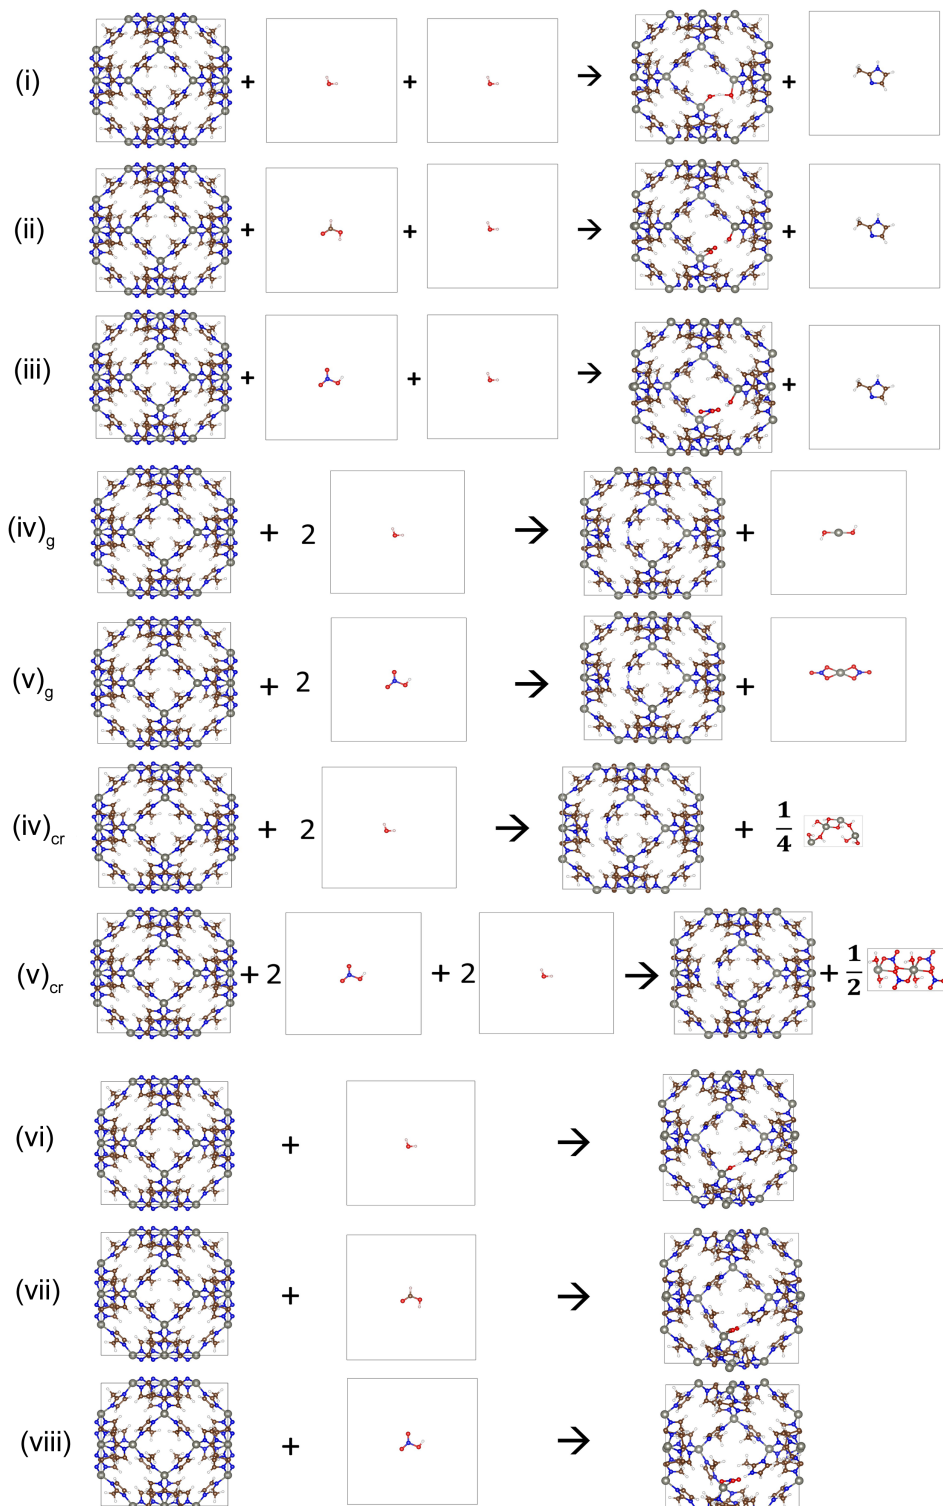 (i) + + → +
(ii) + + → +
(iii) + + → +
(iv)g + 2 → +
(v)g + 2 → +
(iv)cr + 2 → + 1/4
(v)cr + 2 + 2 → + 1/2
(vi) + →
(vii) + →
(viii) + →